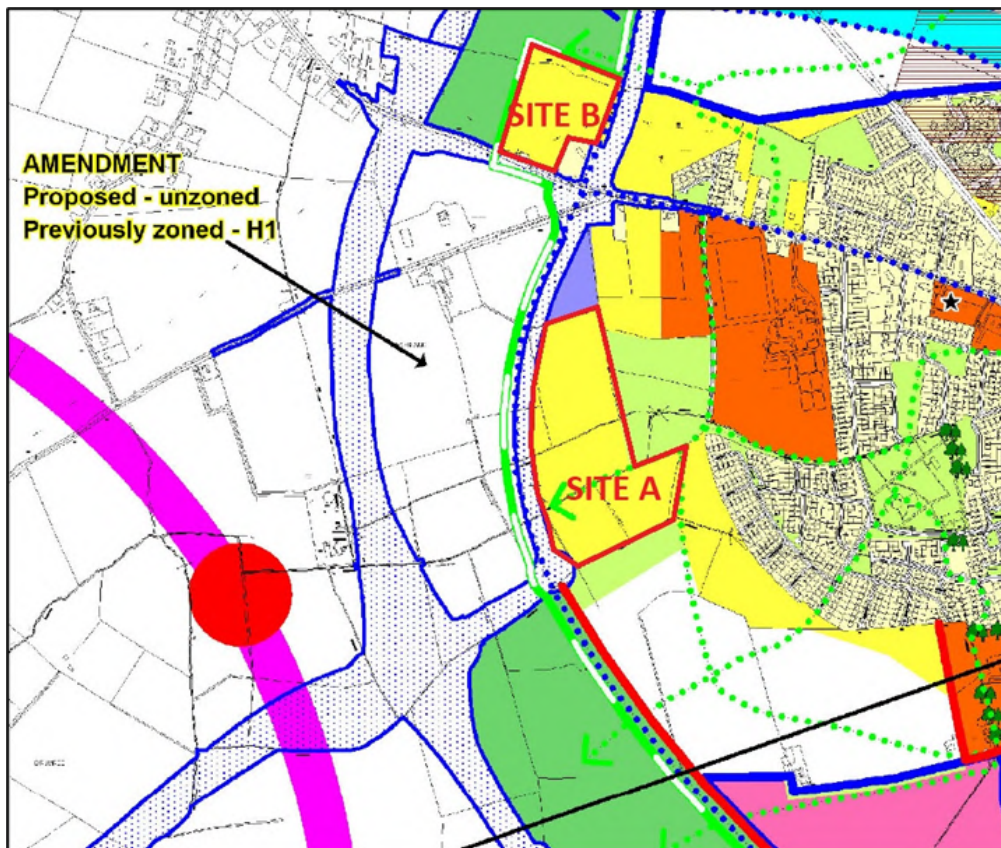 SITE B
AMENDMENT
Proposed - unzoned
Previously zoned - H1
SITE A